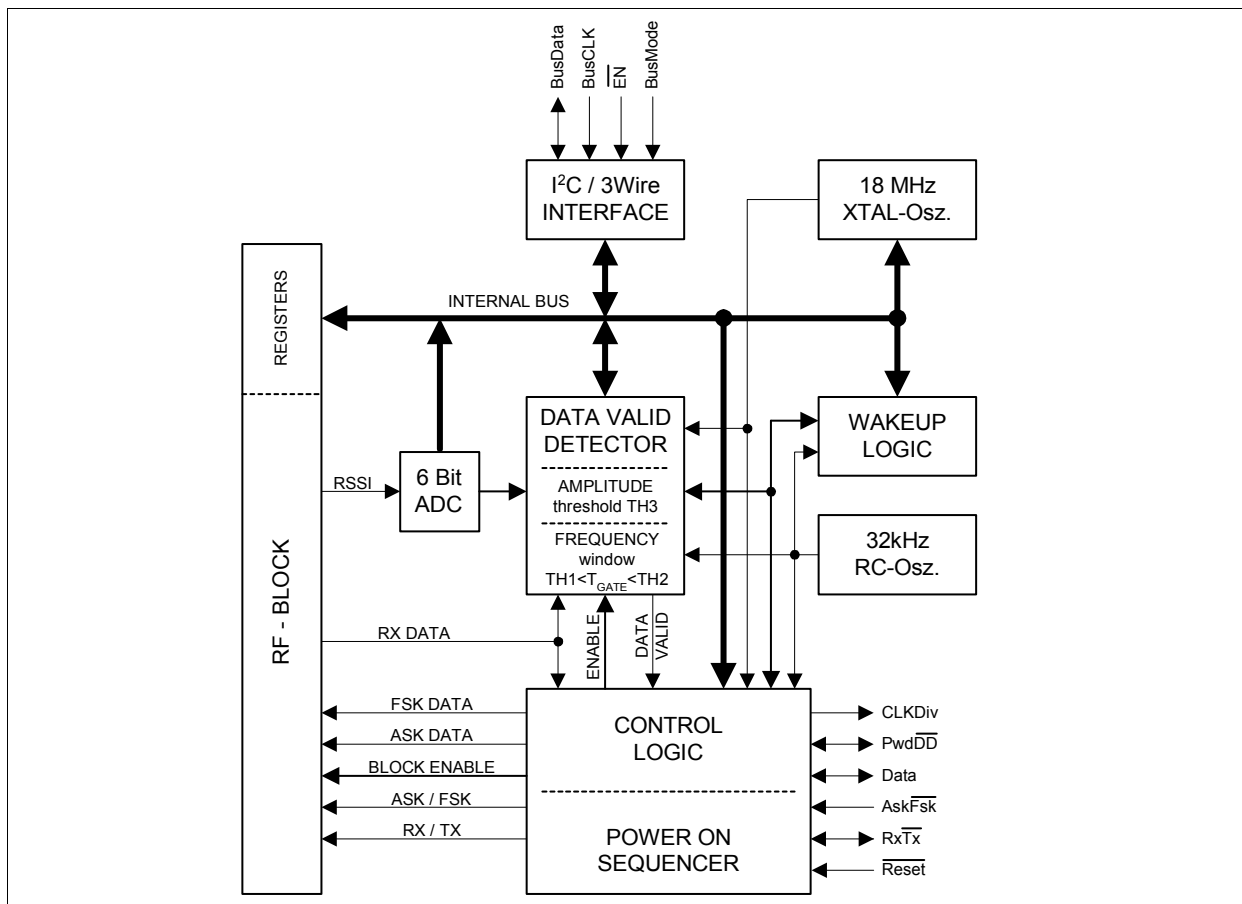 BusData
BusCLK
EN
BusMode
I²C / 3Wire
INTERFACE
18 MHz
XTAL-Osz.
REGISTERS
INTERNAL BUS
DATA VALID
DETECTOR
WAKEUP
LOGIC
RSSI
6 Bit
ADC
AMPLITUDE
threshold TH3
FREQUENCY
window
TH1<T_GATE<TH2
32kHz
RC-Osz.
RF - BLOCK
RX DATA
ENABLE
DATA
VALID
FSK DATA
ASK DATA
BLOCK ENABLE
ASK / FSK
RX / TX
CONTROL
LOGIC
POWER ON
SEQUENCER
CLKDiv
PwdDD
Data
AskFsk
RxTx
Reset